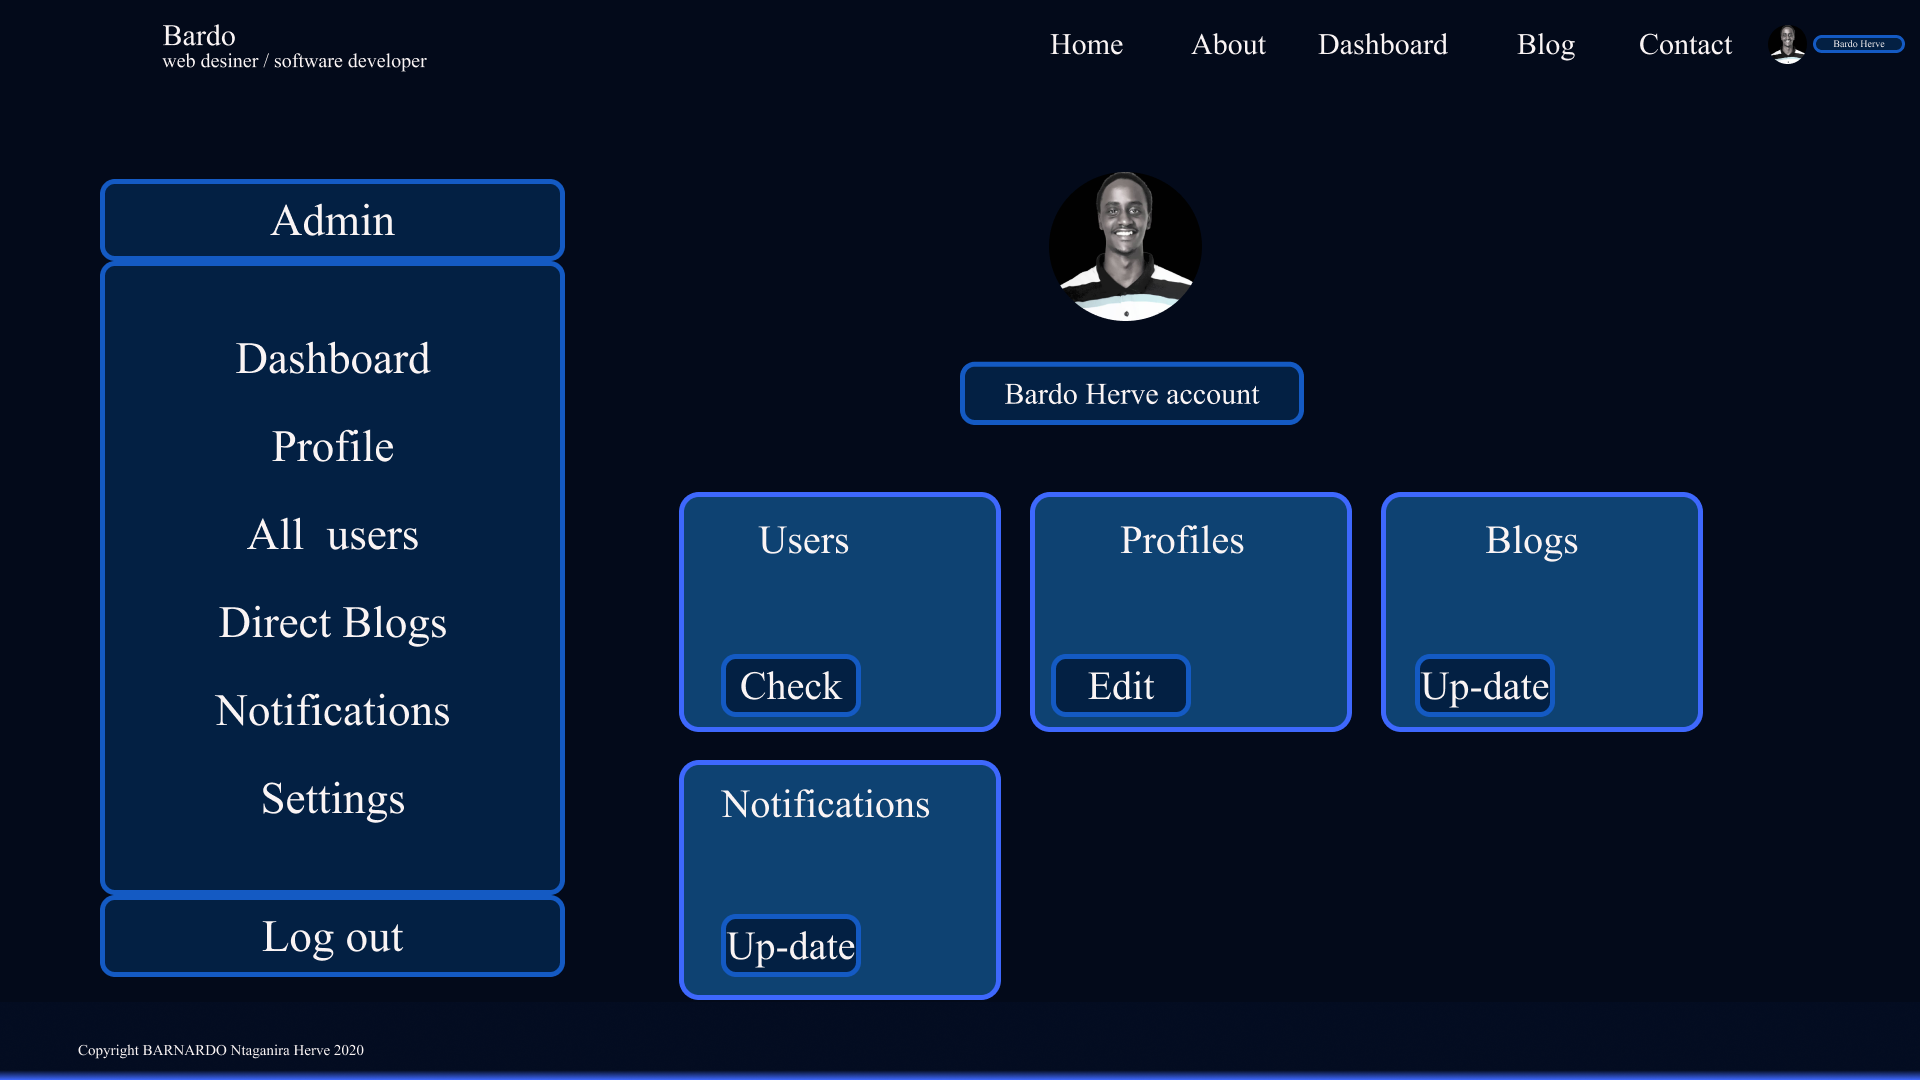 Bardo
web desiner / software developer
Home About Dashboard Blog Contact Bardo Herve
Admin
Dashboard
Profile
All users
Direct Blogs
Notifications
Settings
Log out
Bardo Herve account
Users
Check
Profiles
Edit
Blogs
Up-date
Notifications
Up-date
Copyright BARNARDO Ntaganira Herve 2020